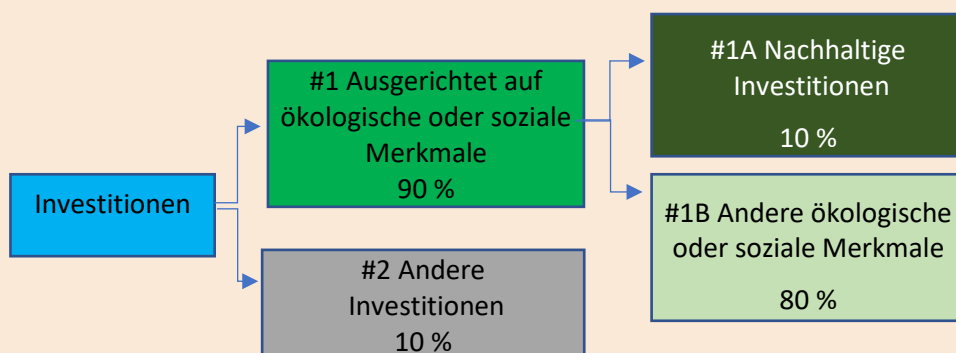 Investitionen
#1 Ausgerichtet auf
ökologische oder soziale
Merkmale
90 %
#2 Andere
Investitionen
10 %
#1A Nachhaltige
Investitionen
10 %
#1B Andere ökologische
oder soziale Merkmale
80 %